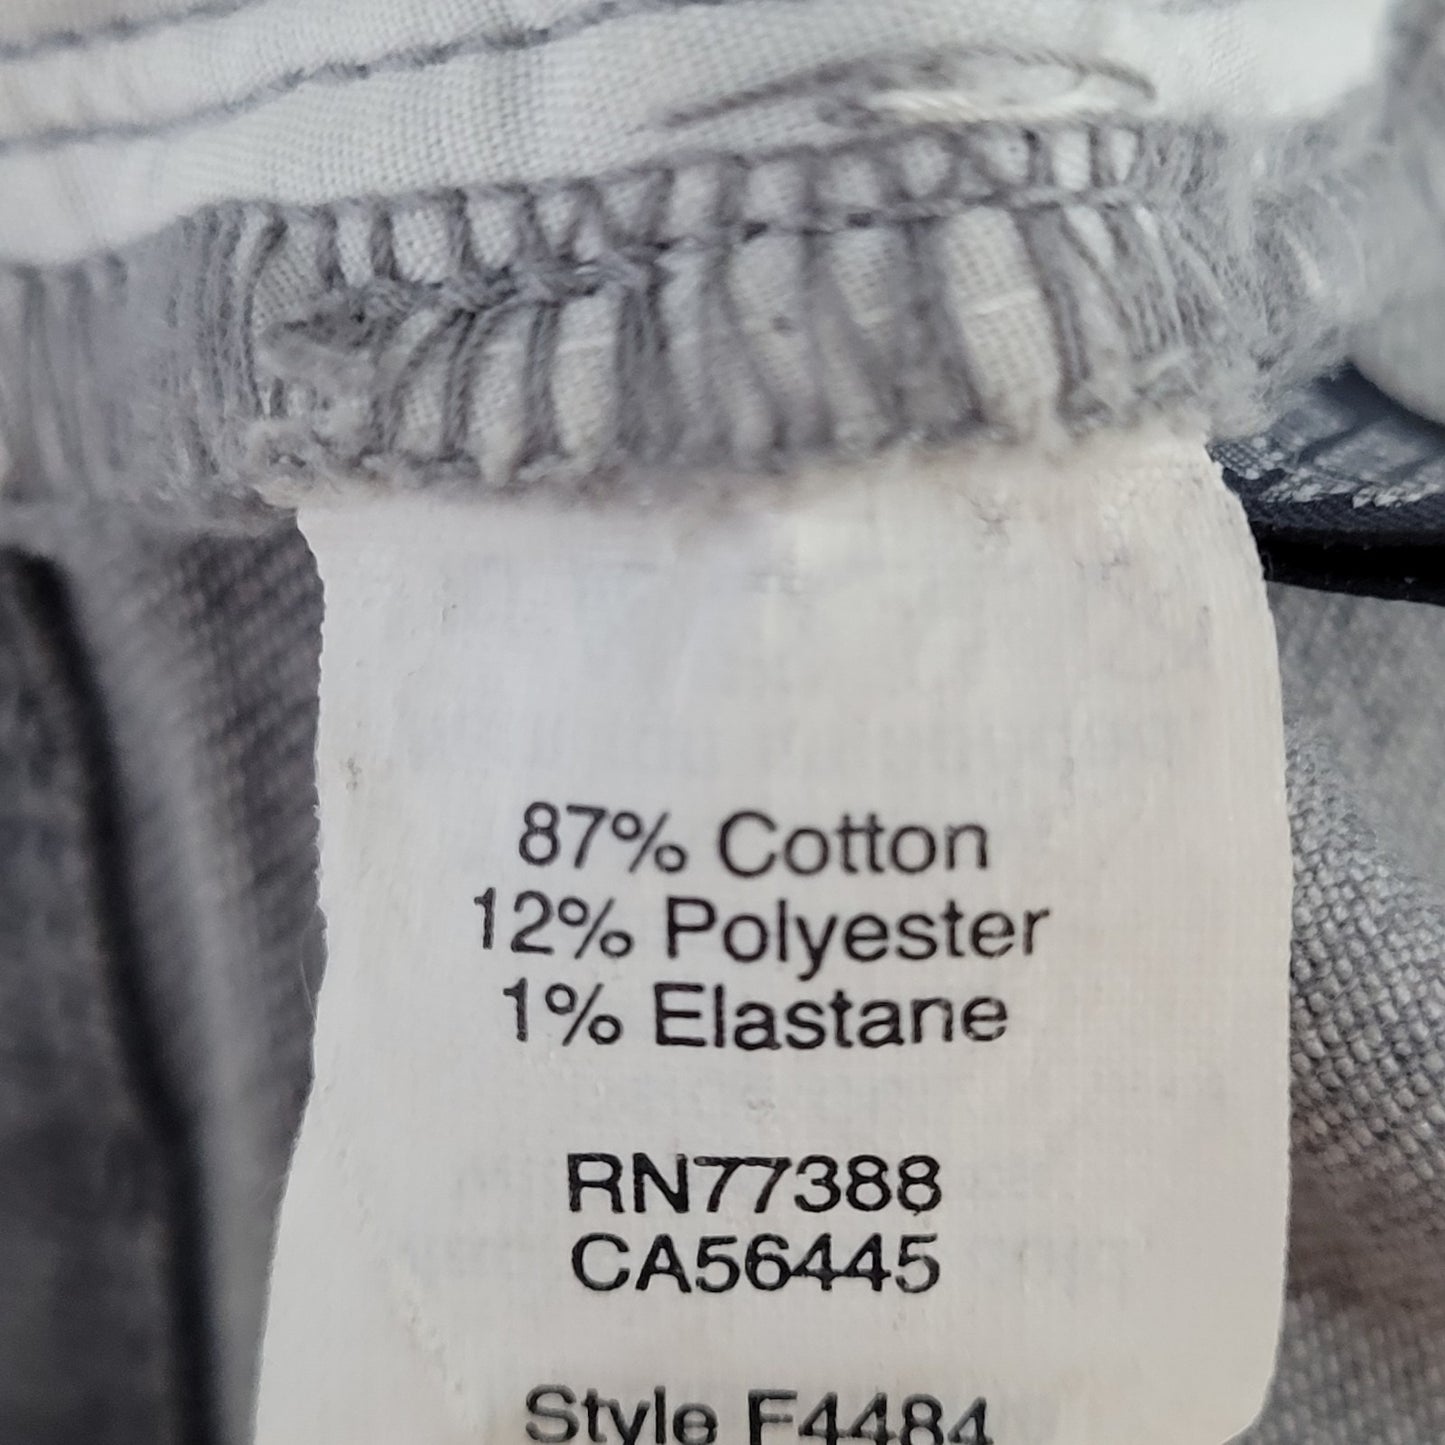 87% Cotton
12% Polyester
1% Elastane
RN77388
CA56445
Style F4484